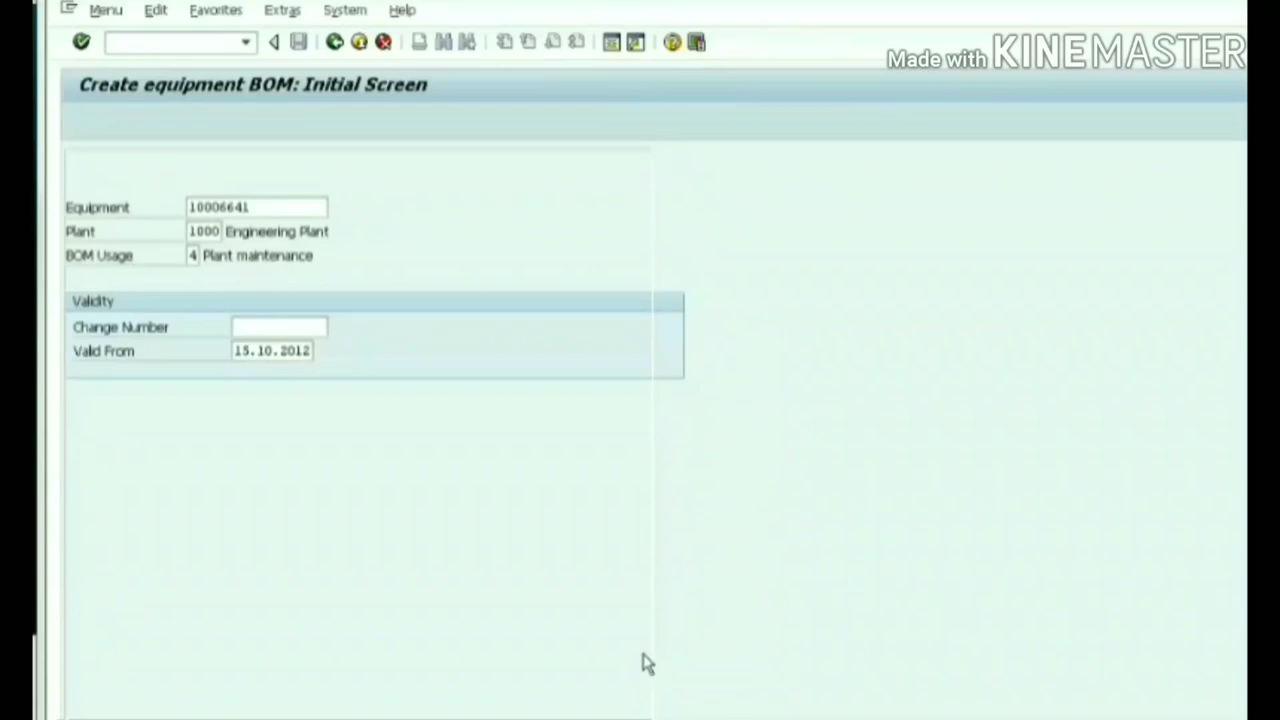 Menu Edit Favorites Extras System Help
Made with KINEMASTER
Create equipment BOM: Initial Screen
Equipment 10006641
Plant 1000 Engineering Plant
BOM Usage 4 Plant maintenance
Validity
Change Number
Valid From 15.10.2012